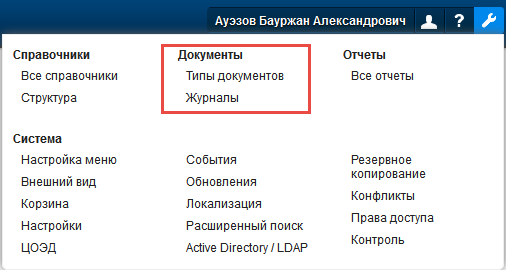 Ауэзов Бауржан Александрович ?
Справочники
Все справочники
Структура
Документы
Типы документов
Журналы
Отчеты
Все отчеты
Система
Настройка меню
Внешний вид
Корзина
Настройки
ЦОЭД
События
Обновления
Локализация
Расширенный поиск
Active Directory / LDAP
Резервное
копирование
Конфликты
Права доступа
Контроль